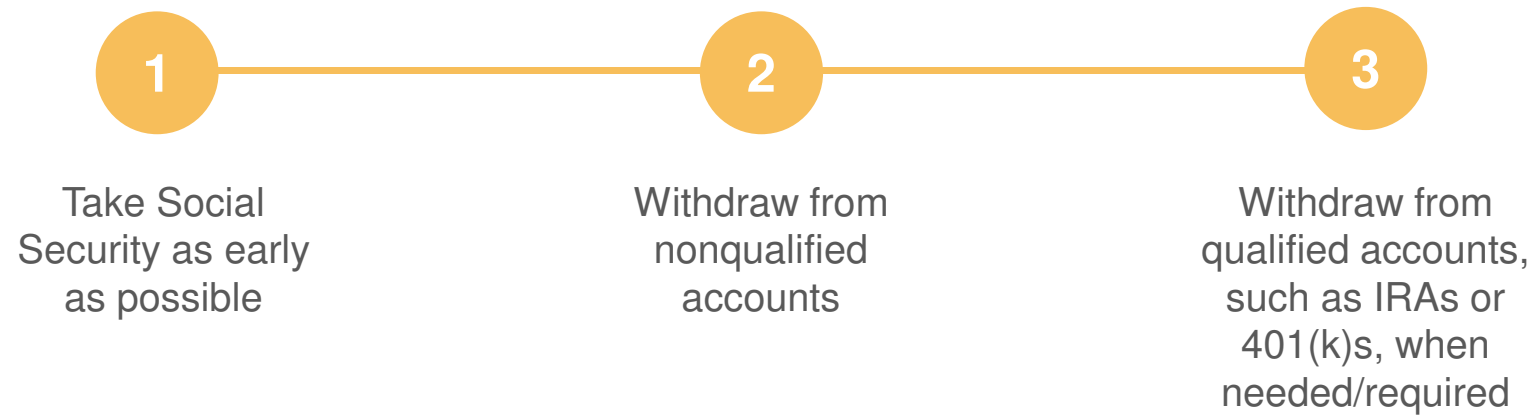 1
Take Social
Security as early
as possible
2
Withdraw from
nonqualified
accounts
3
Withdraw from
qualified accounts,
such as IRAs or
401(k)s, when
needed/required